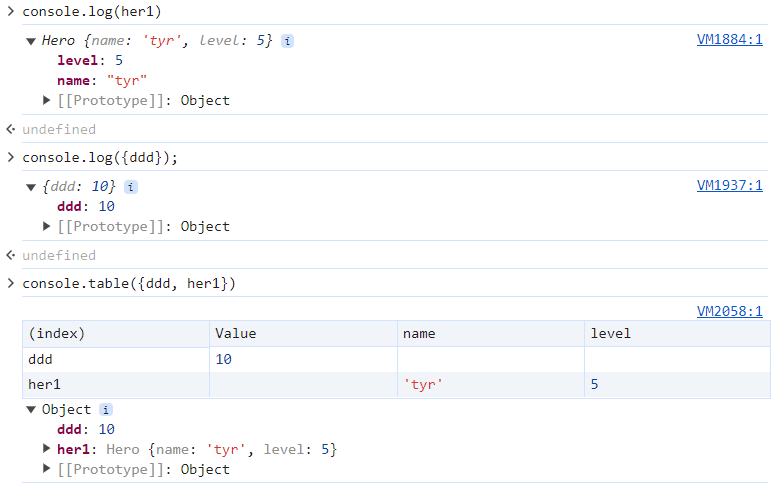 console.log(her1)
VM1884:1
Hero {name: 'tyr', level: 5} i
level: 5
name: "tyr"
[[Prototype]]: Object
undefined
console.log({ddd});
VM1937:1
{ddd: 10} i
ddd: 10
[[Prototype]]: Object
undefined
console.table({ddd, her1})
VM2058:1
(index) Value name level
ddd 10
her1 'tyr' 5
Object i
ddd: 10
her1: Hero {name: 'tyr', level: 5}
[[Prototype]]: Object